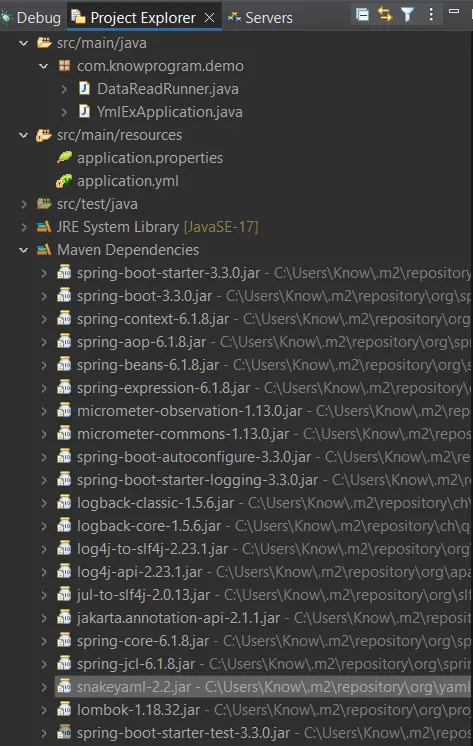 Debug Project Explorer Servers
src/main/java
com.knowprogram.demo
DataReadRunner.java
YmlExApplication.java
src/main/resources
application.properties
application.yml
src/test/java
JRE System Library [JavaSE-17]
Maven Dependencies
spring-boot-starter-3.3.0.jar - C:\Users\Know\.m2\repository
spring-boot-3.3.0.jar - C:\Users\Know\.m2\repository\org\sp
spring-context-6.1.8.jar - C:\Users\Know\.m2\repository\org
spring-aop-6.1.8.jar - C:\Users\Know\.m2\repository\org\spr
spring-beans-6.1.8.jar - C:\Users\Know\.m2\repository\org\s
spring-expression-6.1.8.jar - C:\Users\Know\.m2\repository\
micrometer-observation-1.13.0.jar - C:\Users\Know\.m2\rep
micrometer-commons-1.13.0.jar - C:\Users\Know\.m2\repos
spring-boot-autoconfigure-3.3.0.jar - C:\Users\Know\.m2\re
spring-boot-starter-logging-3.3.0.jar - C:\Users\Know\.m2\r
logback-classic-1.5.6.jar - C:\Users\Know\.m2\repository\ch\
logback-core-1.5.6.jar - C:\Users\Know\.m2\repository\ch\q
log4j-to-slf4j-2.23.1.jar - C:\Users\Know\.m2\repository\org
log4j-api-2.23.1.jar - C:\Users\Know\.m2\repository\org\apa
jul-to-slf4j-2.0.13.jar - C:\Users\Know\.m2\repository\org\slf
jakarta.annotation-api-2.1.1.jar - C:\Users\Know\.m2\reposi
spring-core-6.1.8.jar - C:\Users\Know\.m2\repository\org\sp
spring-jcl-6.1.8.jar - C:\Users\Know\.m2\repository\org\sprin
snakeyaml-2.2.jar - C:\Users\Know\.m2\repository\org\yaml
lombok-1.18.32.jar - C:\Users\Know\.m2\repository\org\pro
spring-boot-starter-test-3.3.0.jar - C:\Users\Know\.m2\repos